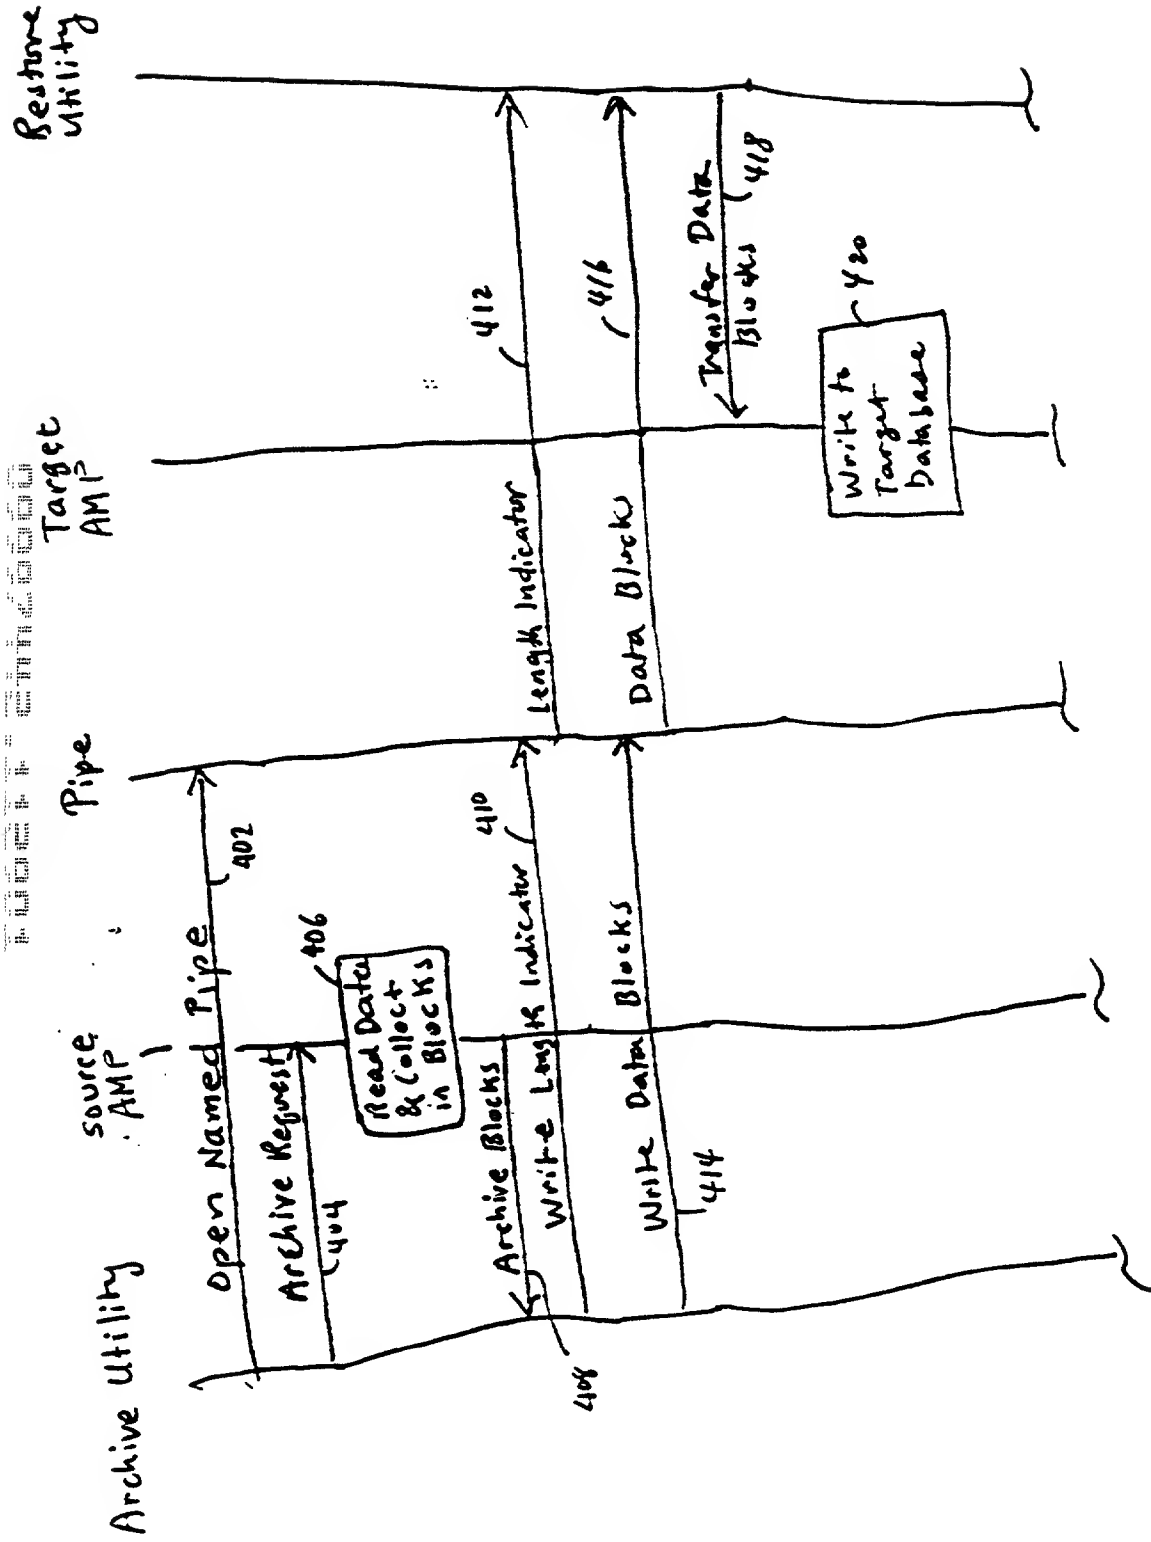 Archive Utility
Source
AMP
Pipe
Target
AMP
Restore
Utility
Open Named Pipe
402
Archive Request
404
406
Read Data
& Collect
in Blocks
Archive Blocks
408
Write Length Indicator
410
Length Indicator
412
Write Data Blocks
414
Data Blocks
416
Transfer Data
Blocks
418
Write to
Target
Database
420